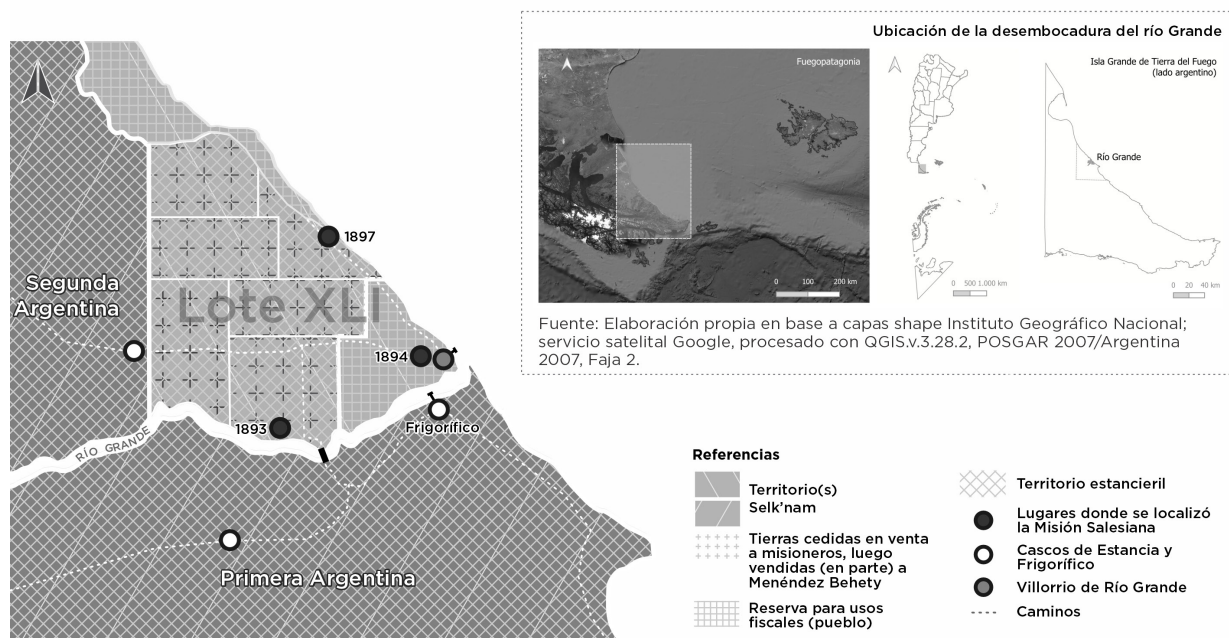 Ubicación de la desembocadura del río Grande
Fuegopatagonia
0 100 200 km
0 500 1.000 km
Isla Grande de Tierra del Fuego
(lado argentino)
Río Grande
0 20 40 km
Fuente: Elaboración propia en base a capas shape Instituto Geográfico Nacional;
servicio satelital Google, procesado con QGIS.v.3.28.2, POSGAR 2007/Argentina
2007, Faja 2.
1897
Segunda
Argentina
Lote XLI
1894
1893
Frigorífico
RÍO GRANDE
Primera Argentina
Referencias
Territorio(s)
Selk'nam
Tierras cedidas en venta
a misioneros, luego
vendidas (en parte) a
Menéndez Behety
Reserva para usos
fiscales (pueblo)
Territorio estancieril
Lugares donde se localizó
la Misión Salesiana
Cascos de Estancia y
Frigorífico
Villorrio de Río Grande
Caminos